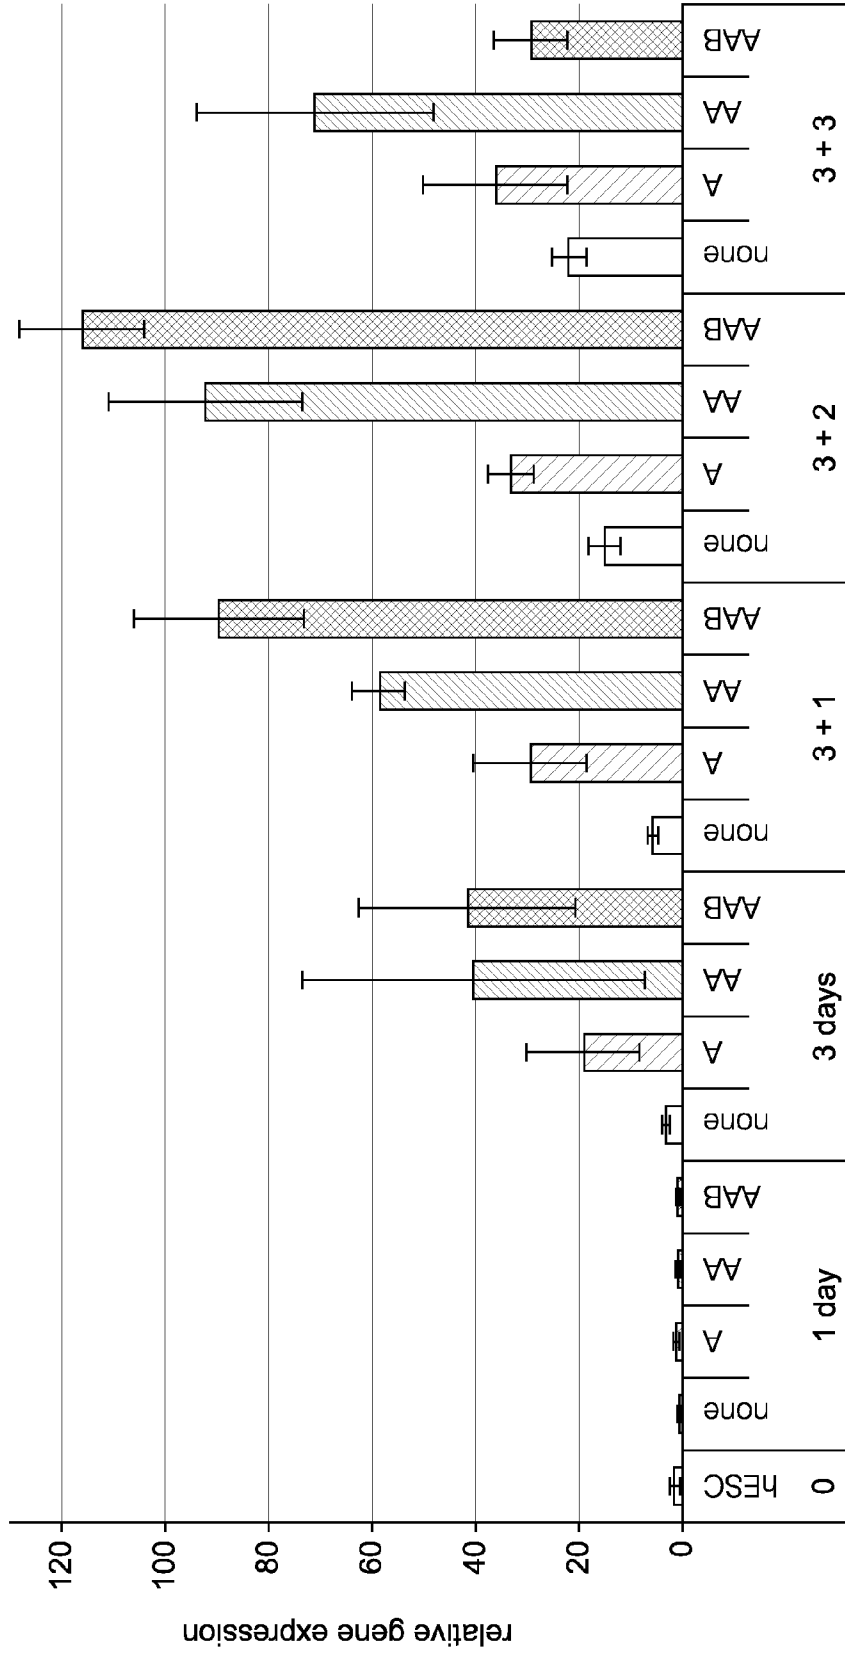 relative gene expression
120
100
80
60
40
20
0
hESC none A AA AAB none A AA AAB none A AA AAB none A AA AAB none A AA AAB
0 1 day 3 days 3 + 1 3 + 2 3 + 3